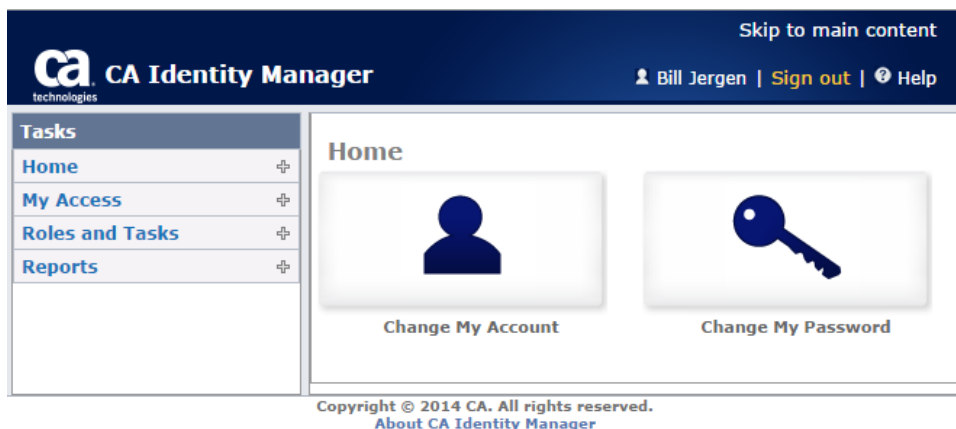 Skip to main content
ca
technologies
CA Identity Manager
Bill Jergen | Sign out | ? Help
Tasks
Home
My Access
Roles and Tasks
Reports
Home
Change My Account
Change My Password
Copyright © 2014 CA. All rights reserved.
About CA Identity Manager